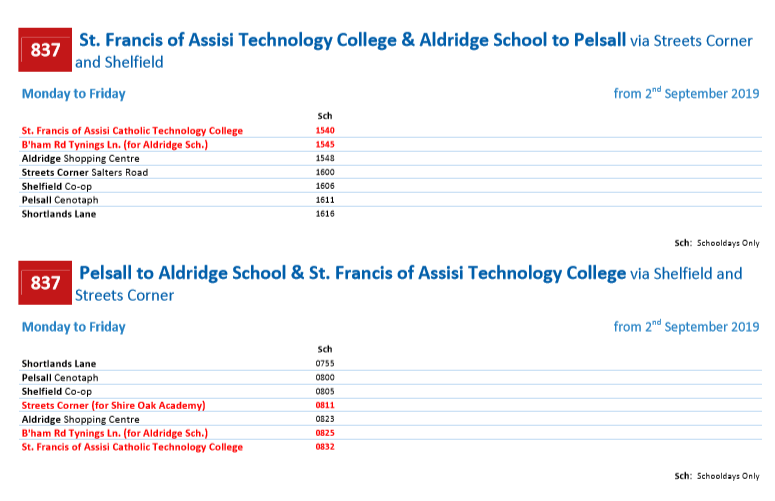 837 St. Francis of Assisi Technology College & Aldridge School to Pelsall via Streets Corner
and Shelfield
Monday to Friday from 2nd September 2019
Sch
St. Francis of Assisi Catholic Technology College 1540
B'ham Rd Tynings Ln. (for Aldridge Sch.) 1545
Aldridge Shopping Centre 1548
Streets Corner Salters Road 1600
Shelfield Co-op 1606
Pelsall Cenotaph 1611
Shortlands Lane 1616
Sch: Schooldays Only
837 Pelsall to Aldridge School & St. Francis of Assisi Technology College via Shelfield and
Streets Corner
Monday to Friday from 2nd September 2019
Sch
Shortlands Lane 0755
Pelsall Cenotaph 0800
Shelfield Co-op 0805
Streets Corner (for Shire Oak Academy) 0811
Aldridge Shopping Centre 0823
B'ham Rd Tynings Ln. (for Aldridge Sch.) 0825
St. Francis of Assisi Catholic Technology College 0832
Sch: Schooldays Only